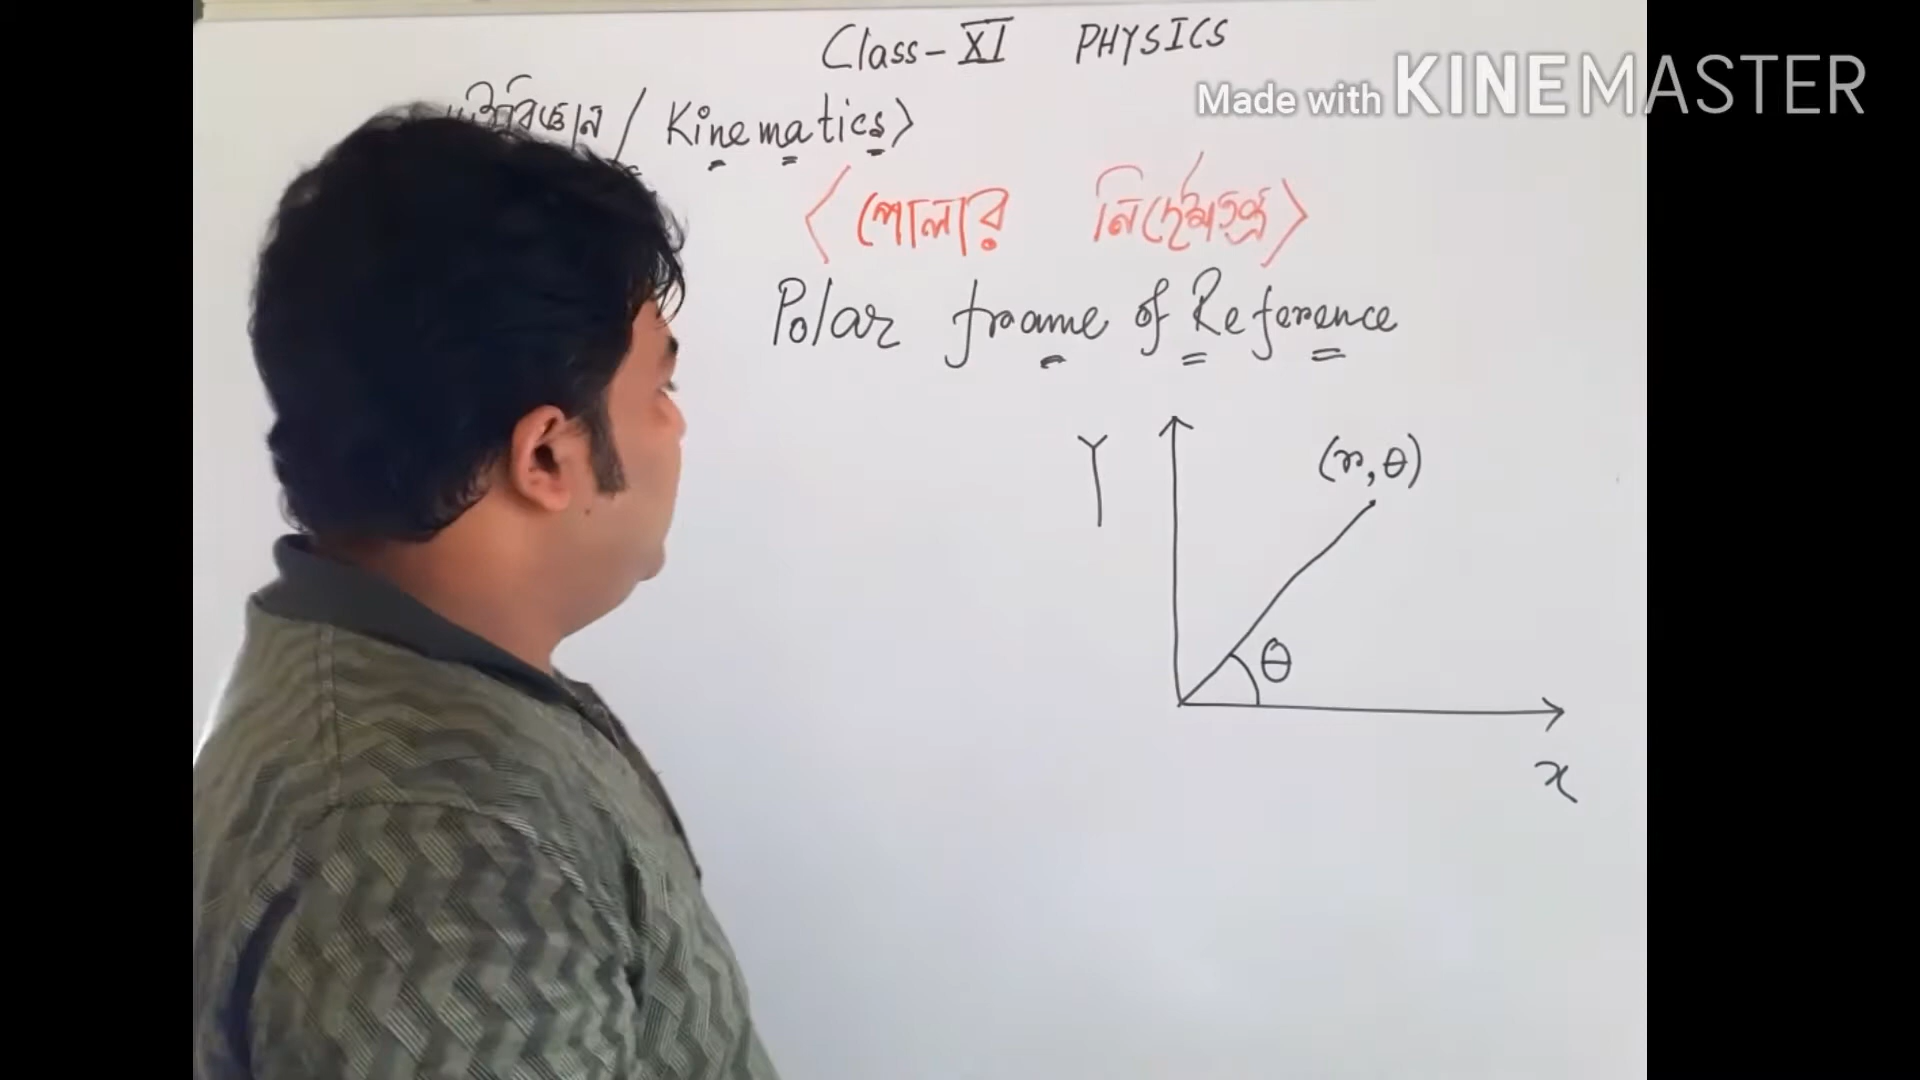 Class-XI PHYSICS
Made with KINEMASTER
/ Kinematics>
<পোলার নির্দেশতন্ত্র>
Polar frame of Reference
Y
(r, θ)
θ
x